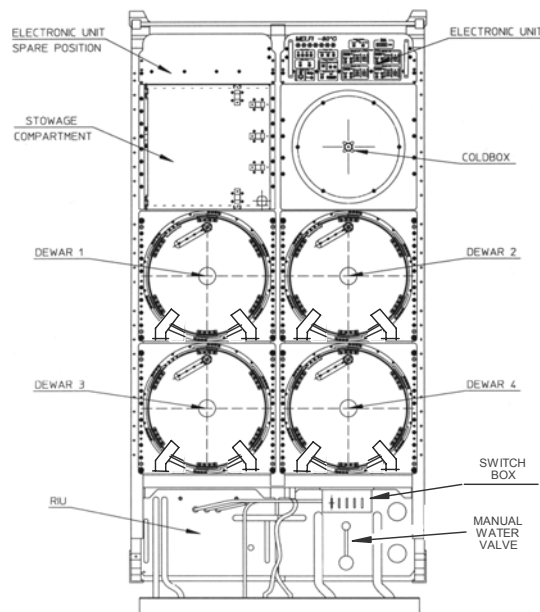 ELECTRONIC UNIT
SPARE POSITION
ELECTRONIC UNIT
STOWAGE
COMPARTMENT
COLDBOX
DEWAR 1
DEWAR 2
DEWAR 3
DEWAR 4
SWITCH
BOX
RIU
MANUAL
WATER
VALVE